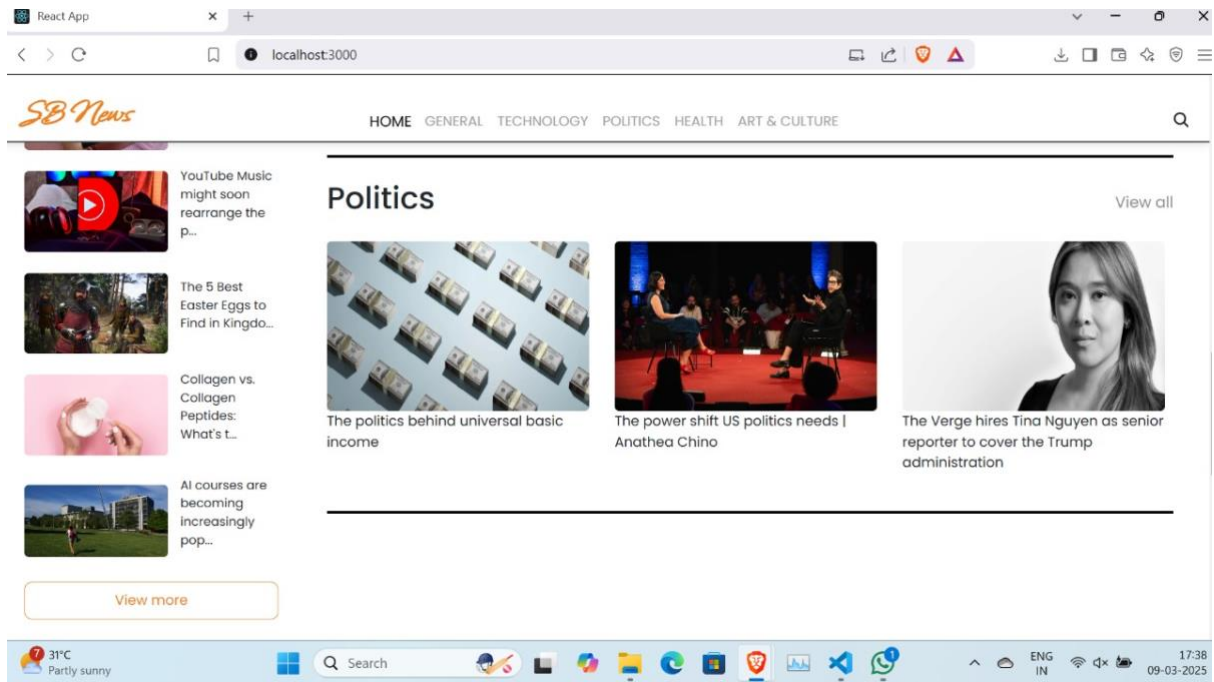 React App
localhost:3000
SB News
HOME GENERAL TECHNOLOGY POLITICS HEALTH ART & CULTURE
YouTube Music
might soon
rearrange the
p...
The 5 Best
Easter Eggs to
Find in Kingdo...
Collagen vs.
Collagen
Peptides:
What's t...
AI courses are
becoming
increasingly
pop...
View more
Politics
View all
The politics behind universal basic
income
The power shift US politics needs |
Anathea Chino
The Verge hires Tina Nguyen as senior
reporter to cover the Trump
administration
7
31°C
Partly sunny
Search
1
ENG
IN
17:38
09-03-2025